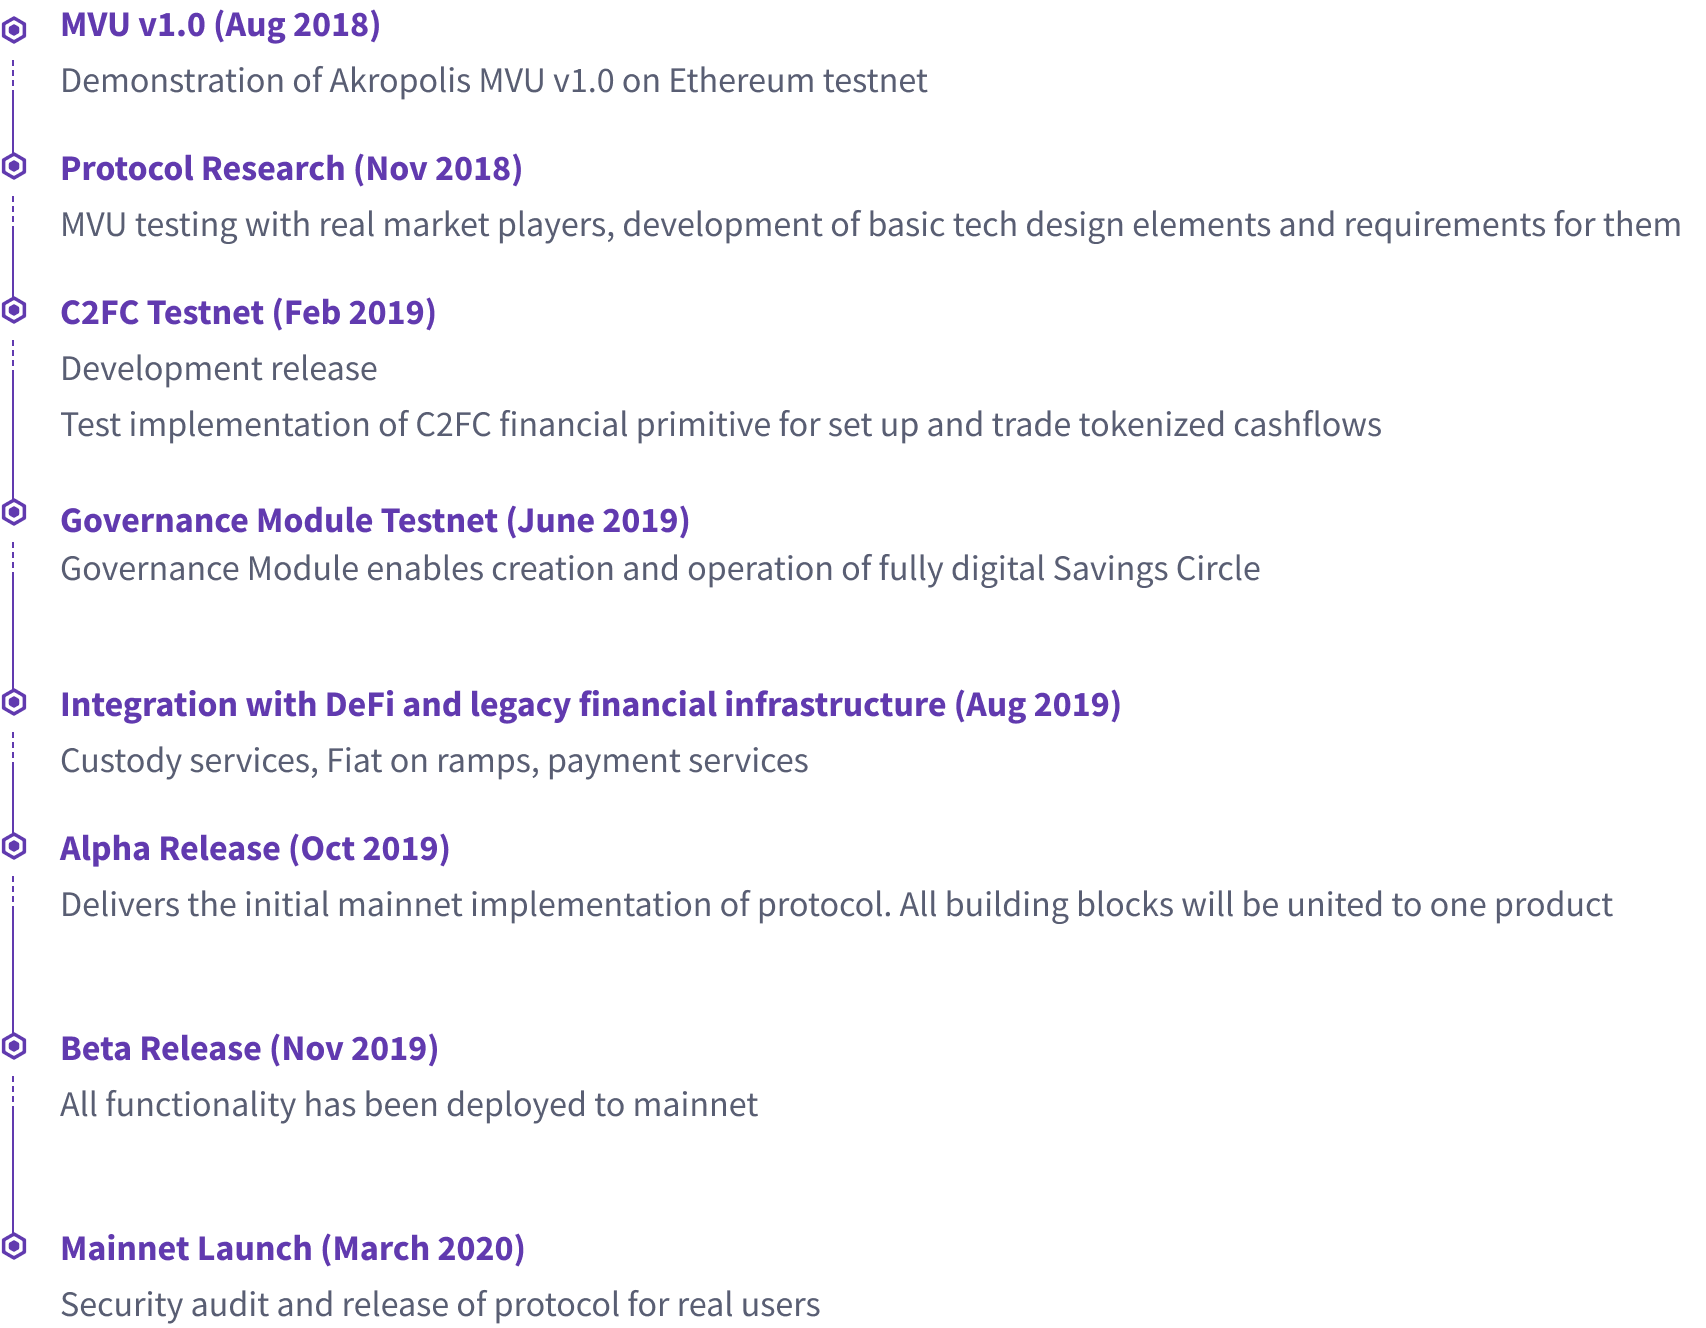 MVU v1.0 (Aug 2018)
Demonstration of Akropolis MVU v1.0 on Ethereum testnet
Protocol Research (Nov 2018)
MVU testing with real market players, development of basic tech design elements and requirements for them
C2FC Testnet (Feb 2019)
Development release
Test implementation of C2FC financial primitive for set up and trade tokenized cashflows
Governance Module Testnet (June 2019)
Governance Module enables creation and operation of fully digital Savings Circle
Integration with DeFi and legacy financial infrastructure (Aug 2019)
Custody services, Fiat on ramps, payment services
Alpha Release (Oct 2019)
Delivers the initial mainnet implementation of protocol. All building blocks will be united to one product
Beta Release (Nov 2019)
All functionality has been deployed to mainnet
Mainnet Launch (March 2020)
Security audit and release of protocol for real users